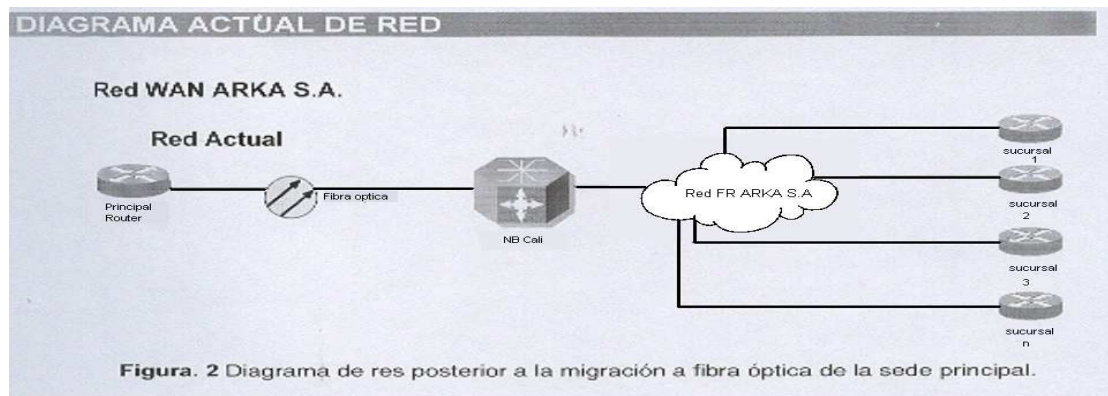 DIAGRAMA ACTUAL DE RED
Red WAN ARKA S.A.
Red Actual
Principal
Router
Fibra optica
NB Cali
Red FR ARKA S.A
sucursal
1
sucursal
2
sucursal
3
sucursal
n
Figura. 2 Diagrama de res posterior a la migración a fibra óptica de la sede principal.